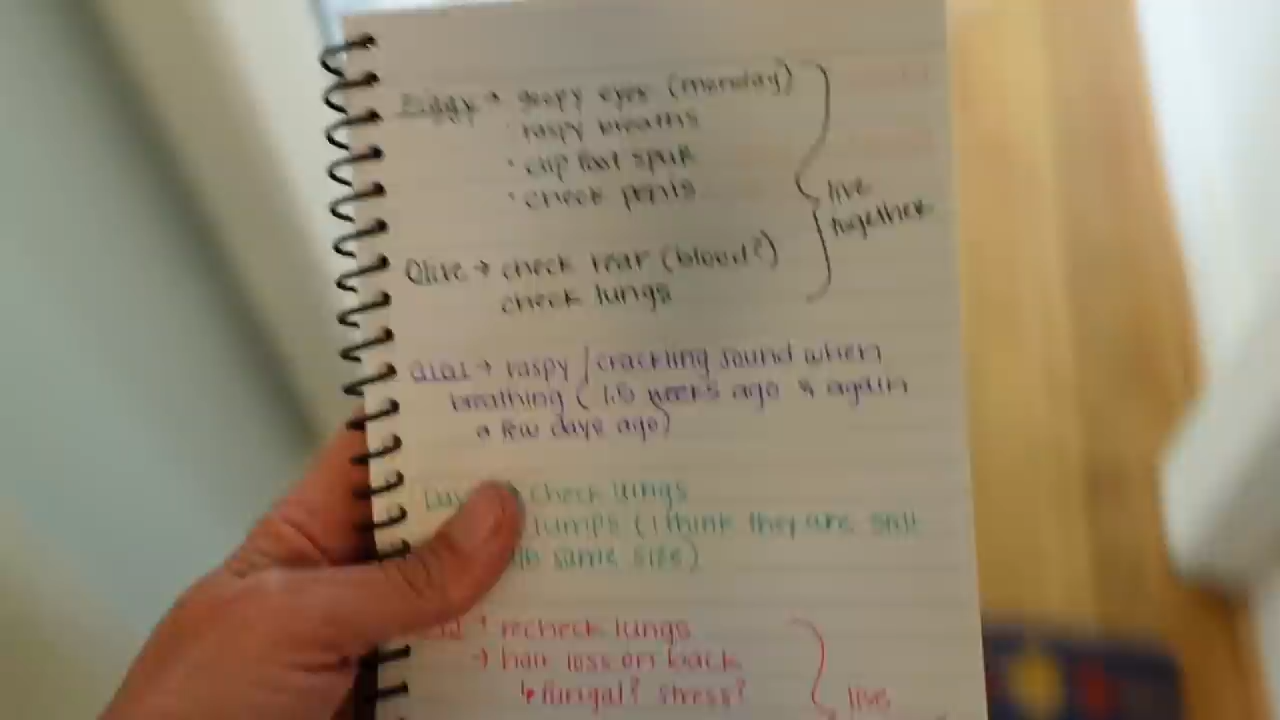 Ziggy → goopy eyes (monday)
· raspy breaths
· clip foot spur
· check penis
live
together
Olive → check rear (blood?)
check lungs
→ raspy / crackling sound when
breathing (1.5 weeks ago & again
a few days ago)
→ check lungs
lumps (I think they are still
same size)
→ recheck lungs
→ hair loss on back
↳ fungal? stress?
live